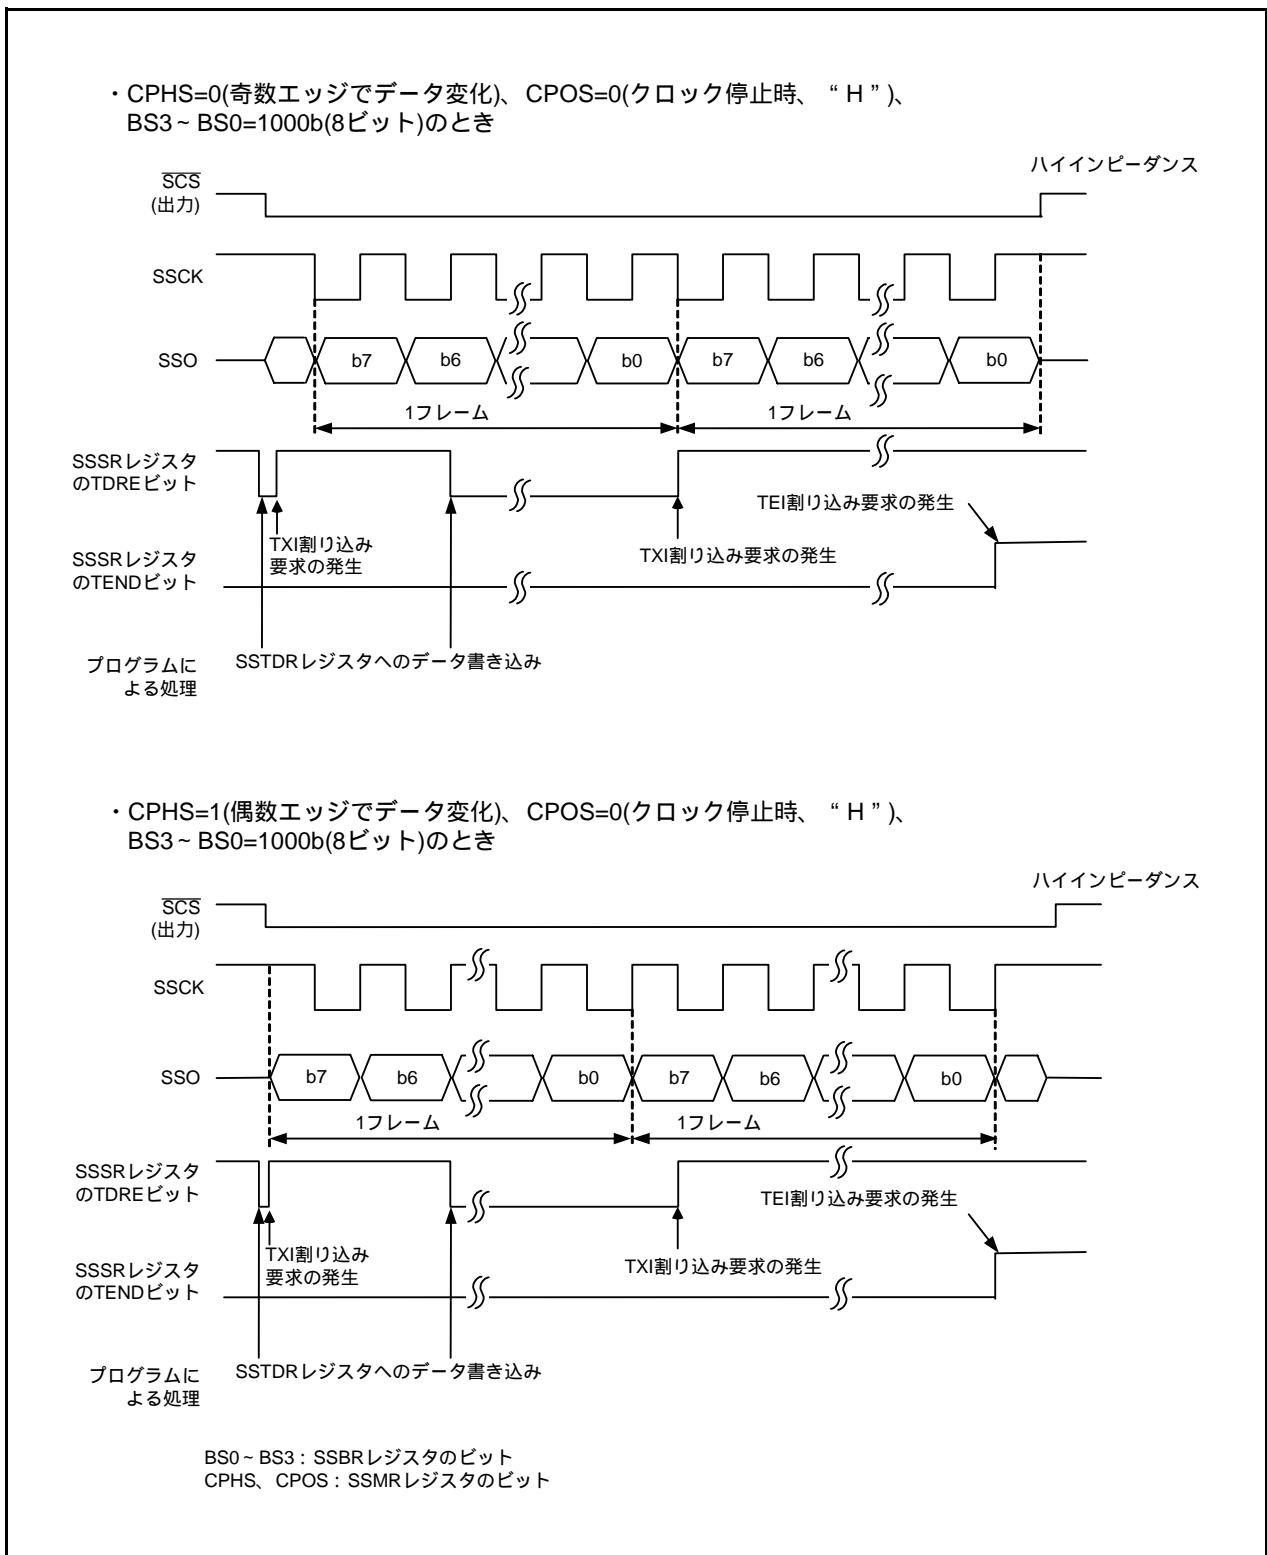 ・CPHS=0(奇数エッジでデータ変化)、CPOS=0(クロック停止時、“H”)、
BS3～BS0=1000b(8ビット)のとき
ハイインピーダンス
SCS
(出力)
SSCK
SSO
b7
b6
b0
b7
b6
b0
1フレーム
1フレーム
SSSRレジスタ
のTDREビット
TEI割り込み要求の発生
TXI割り込み
要求の発生
TXI割り込み要求の発生
SSSRレジスタ
のTENDビット
SSTDRレジスタへのデータ書き込み
プログラムに
よる処理
・CPHS=1(偶数エッジでデータ変化)、CPOS=0(クロック停止時、“H”)、
BS3～BS0=1000b(8ビット)のとき
ハイインピーダンス
SCS
(出力)
SSCK
SSO
b7
b6
b0
b7
b6
b0
1フレーム
1フレーム
SSSRレジスタ
のTDREビット
TEI割り込み要求の発生
TXI割り込み
要求の発生
TXI割り込み要求の発生
SSSRレジスタ
のTENDビット
SSTDRレジスタへのデータ書き込み
プログラムに
よる処理
BS0～BS3：SSBRレジスタのビット
CPHS、CPOS：SSMRレジスタのビット